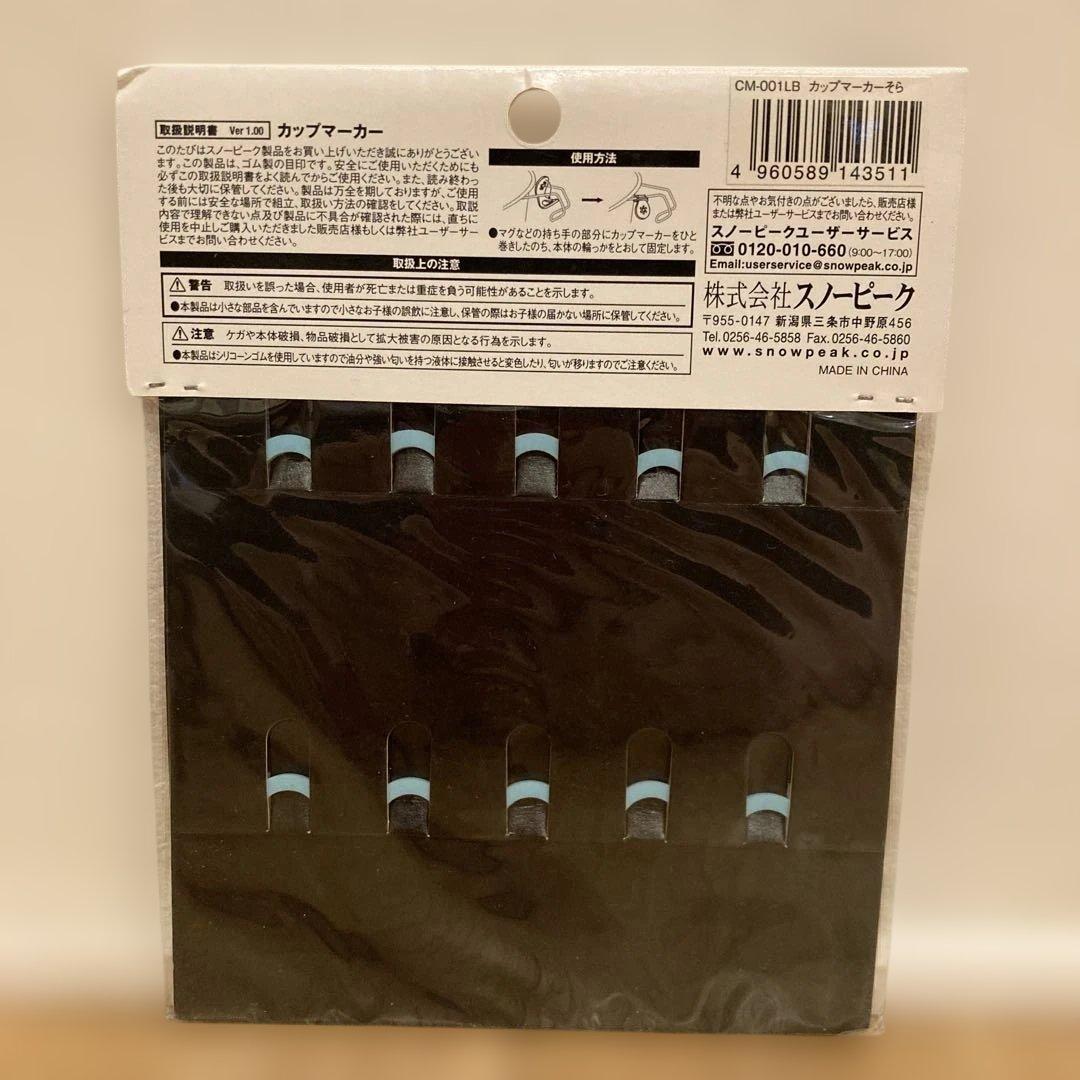 取扱説明書 Ver 1.00 カップマーカー
このたびはスノーピーク製品をお買い上げいただき誠にありがとうござい
ます。この製品は、ゴム製の目印です。安全にご使用いただくためにも
必ずこの取扱説明書をよく読んでからご使用ください。また、読み終わっ
た後も大切に保管してください。製品は万全を期しておりますが、ご使用
する前には安全な場所で組立、取扱い方法の確認をしてください。取説
内容で理解できない点及び製品に不具合が確認された際には、直ちに
使用を中止しご購入いただきました販売店様もしくは弊社ユーザーサー
ビスまでお問い合わせください。
使用方法
●マグなどの持ち手の部分にカップマーカーをひと
巻きしたのち、本体の輪っかをとおして固定します。
取扱上の注意
警告 取扱いを誤った場合、使用者が死亡または重症を負う可能性があることを示します。
●本製品は小さな部品を含んでいますので小さなお子様の誤飲に注意し、保管の際はお子様の届かない場所に保管してください。
注意 ケガや本体破損、物品破損として拡大被害の原因となる行為を示します。
●本製品はシリコーンゴムを使用していますので油分や強い匂いを持つ液体に接触させると変色したり、匂いが移りますのでご注意ください。
CM-001LB カップマーカーそら
4 960589 143511
不明な点やお気付きの点がございましたら、販売店様
または弊社ユーザーサービスまでお問い合わせください。
スノーピークユーザーサービス
0120-010-660 (9:00~17:00)
Email:userservice@snowpeak.co.jp
株式会社スノーピーク
〒955-0147 新潟県三条市中野原456
Tel.0256-46-5858 Fax.0256-46-5860
www.snowpeak.co.jp
MADE IN CHINA